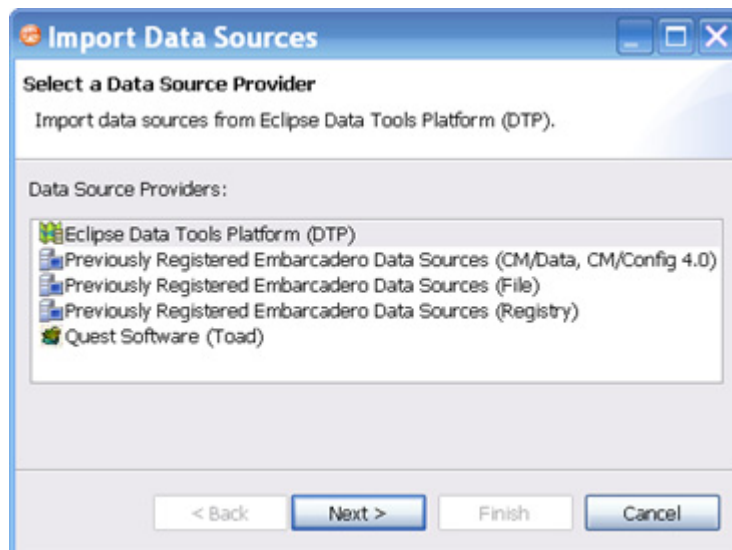 Import Data Sources
Select a Data Source Provider
Import data sources from Eclipse Data Tools Platform (DTP).
Data Source Providers:
Eclipse Data Tools Platform (DTP)
Previously Registered Embarcadero Data Sources (CM/Data, CM/Config 4.0)
Previously Registered Embarcadero Data Sources (File)
Previously Registered Embarcadero Data Sources (Registry)
Quest Software (Toad)
< Back Next > Finish Cancel